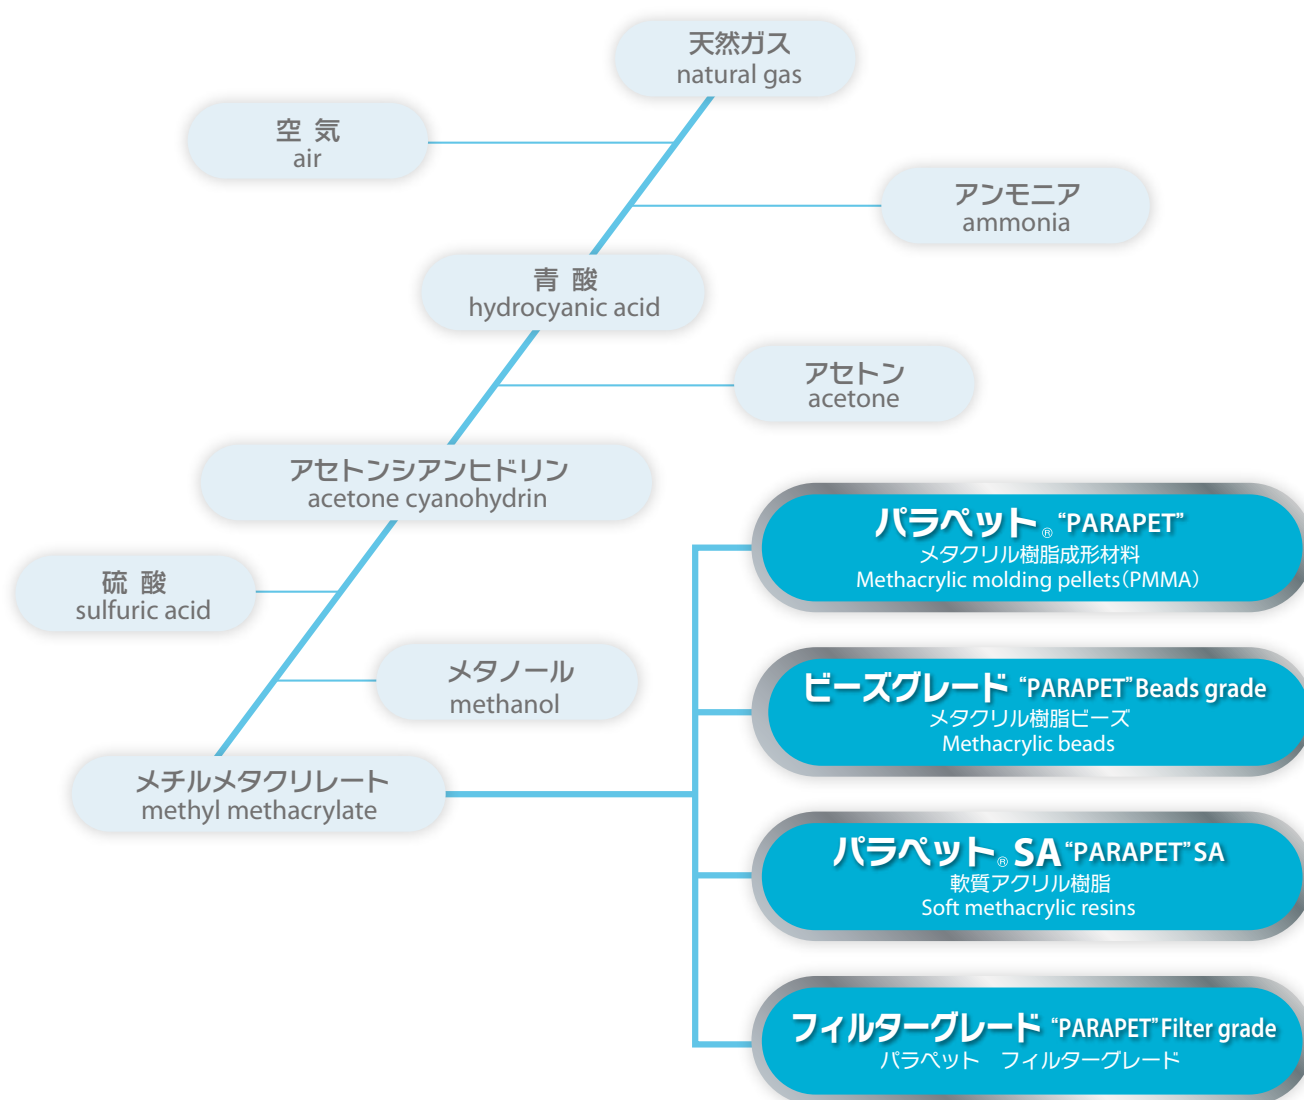 天然ガス
natural gas
空 気
air
アンモニア
ammonia
青 酸
hydrocyanic acid
アセトン
acetone
アセトンシアンヒドリン
acetone cyanohydrin
硫 酸
sulfuric acid
メタノール
methanol
メチルメタクリレート
methyl methacrylate
パラペット® “PARAPET”
メタクリル樹脂成形材料
Methacrylic molding pellets(PMMA)
ビーズグレード “PARAPET”Beads grade
メタクリル樹脂ビーズ
Methacrylic beads
パラペット® SA “PARAPET”SA
軟質アクリル樹脂
Soft methacrylic resins
フィルターグレード “PARAPET”Filter grade
パラペット　フィルターグレード